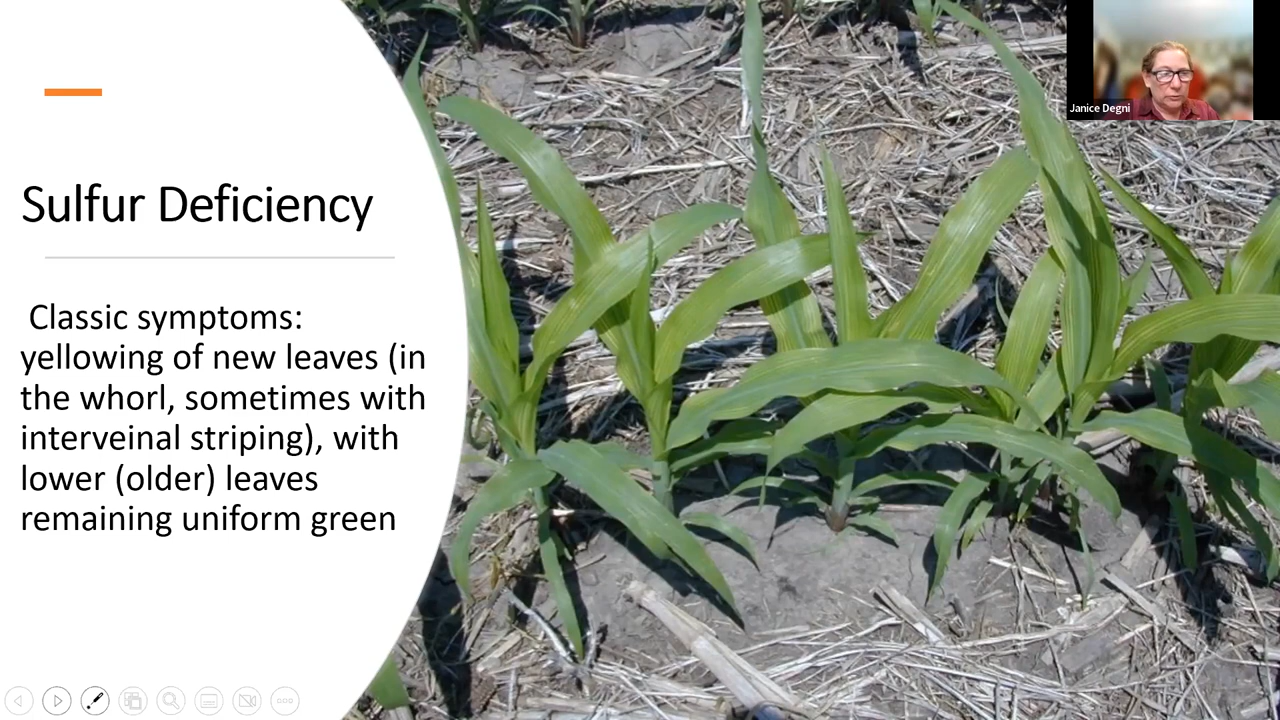 Janice Degni
Sulfur Deficiency
Classic symptoms:
yellowing of new leaves (in
the whorl, sometimes with
interveinal striping), with
lower (older) leaves
remaining uniform green